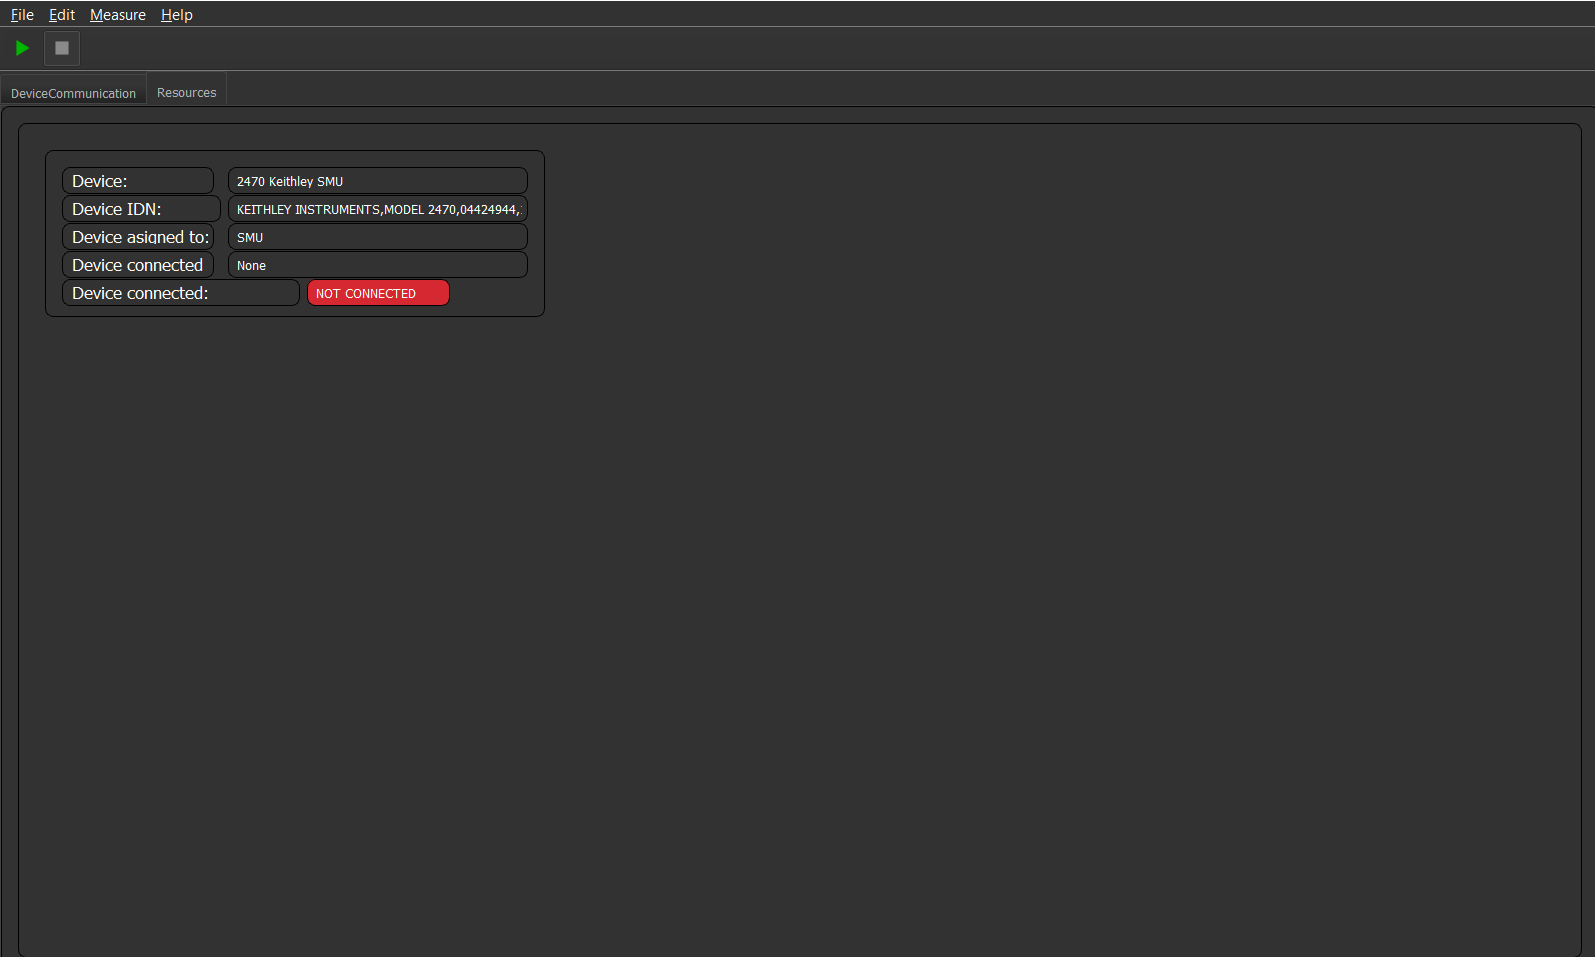 File Edit Measure Help
DeviceCommunication Resources
Device: 2470 Keithley SMU
Device IDN: KEITHLEY INSTRUMENTS,MODEL 2470,04424944,
Device asigned to: SMU
Device connected None
Device connected: NOT CONNECTED